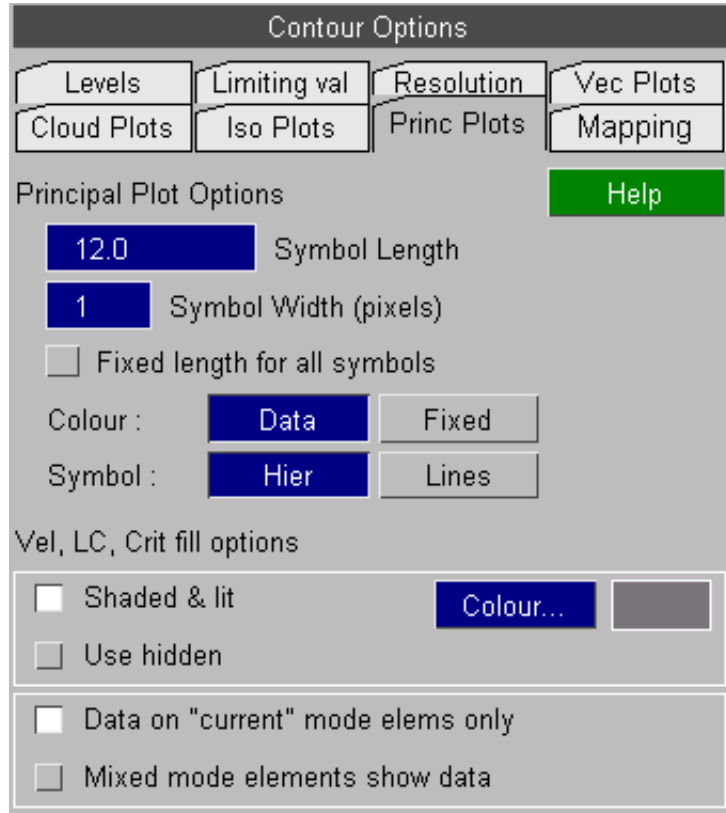 Contour Options
Levels Limiting val Resolution Vec Plots
Cloud Plots Iso Plots Princ Plots Mapping
Principal Plot Options Help
12.0 Symbol Length
1 Symbol Width (pixels)
Fixed length for all symbols
Colour : Data Fixed
Symbol : Hier Lines
Vel, LC, Crit fill options
Shaded & lit Colour...
Use hidden
Data on "current" mode elems only
Mixed mode elements show data